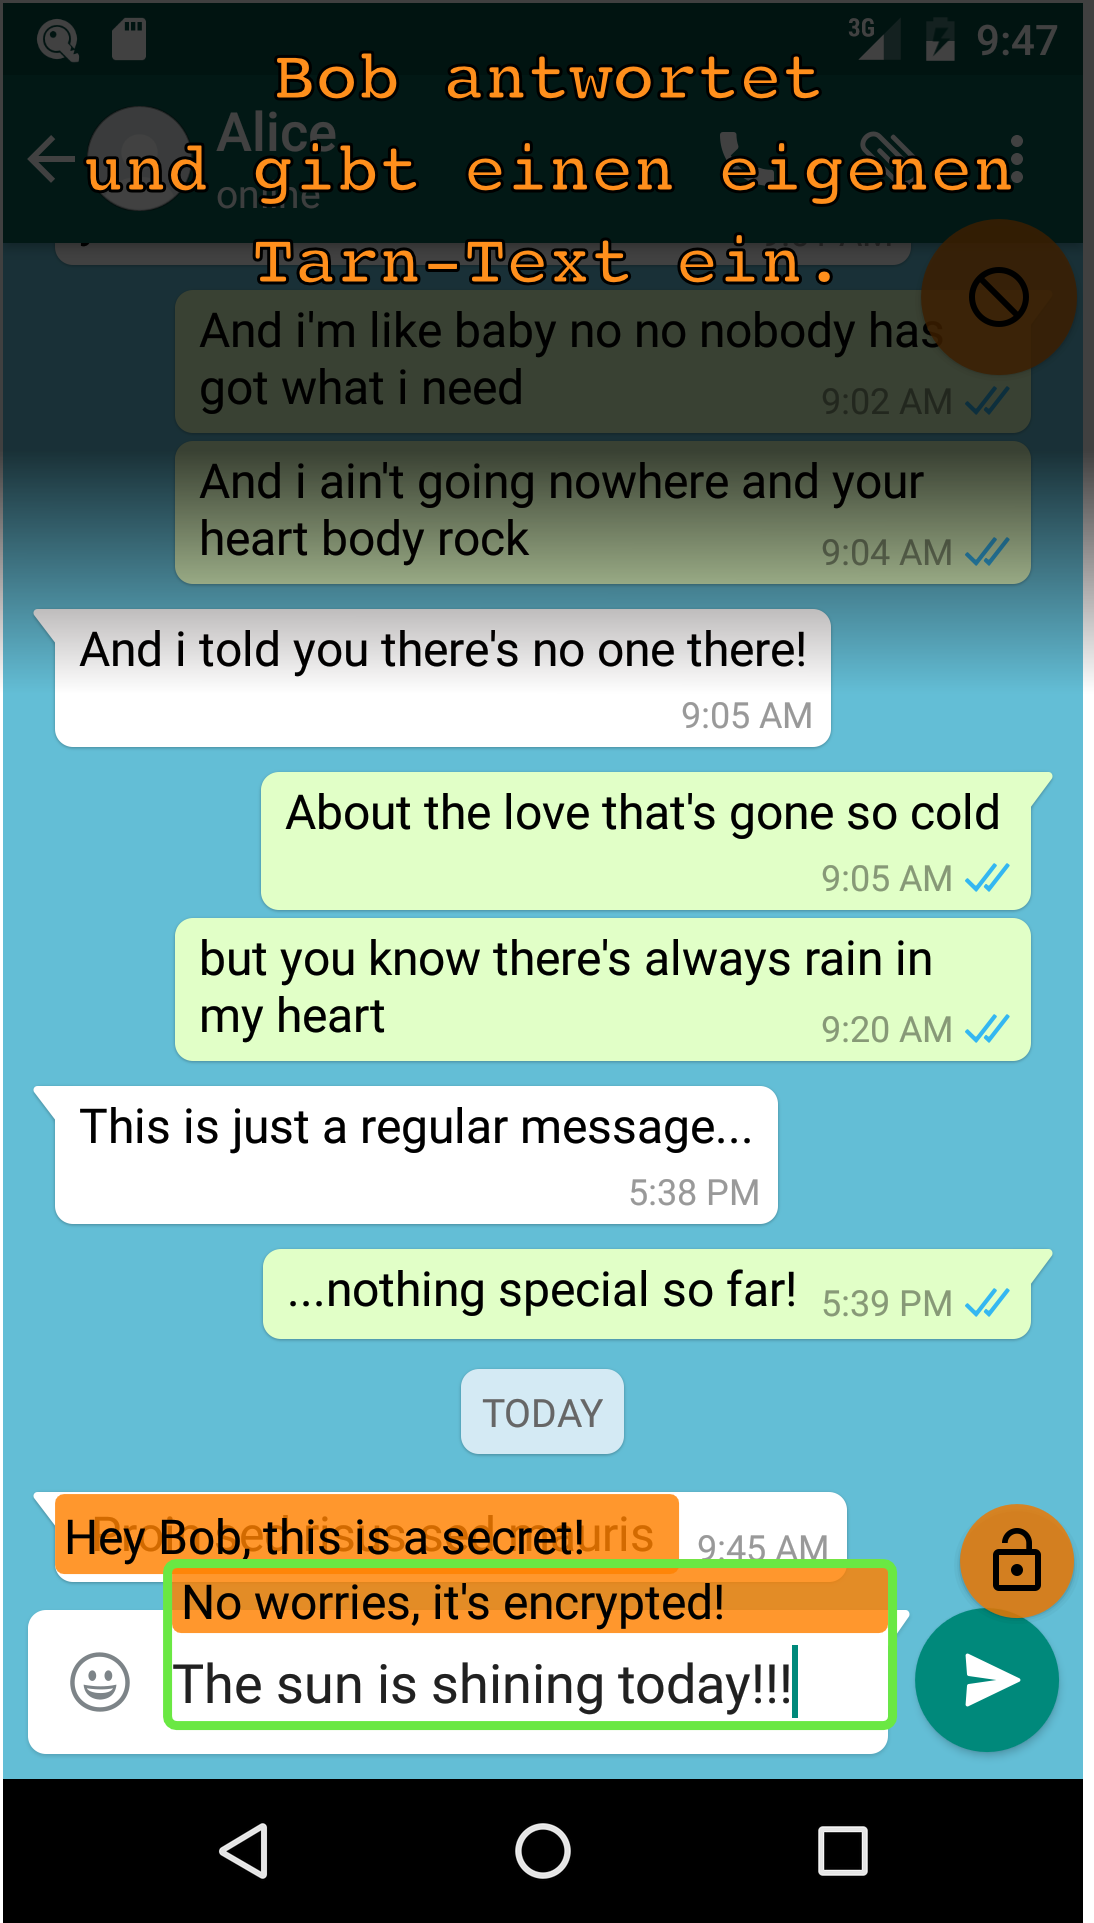 3G 9:47
Bob antwortet
Alice
und gibt einen eigenen
online
Tarn-Text ein.
And i'm like baby no no nobody has
got what i need
9:02 AM
And i ain't going nowhere and your
heart body rock
9:04 AM
And i told you there's no one there!
9:05 AM
About the love that's gone so cold
9:05 AM
but you know there's always rain in
my heart
9:20 AM
This is just a regular message...
5:38 PM
...nothing special so far! 5:39 PM
TODAY
Hey Bob, this is a secret!
Proin sed risus sed mauris
9:45 AM
No worries, it's encrypted!
The sun is shining today!!!